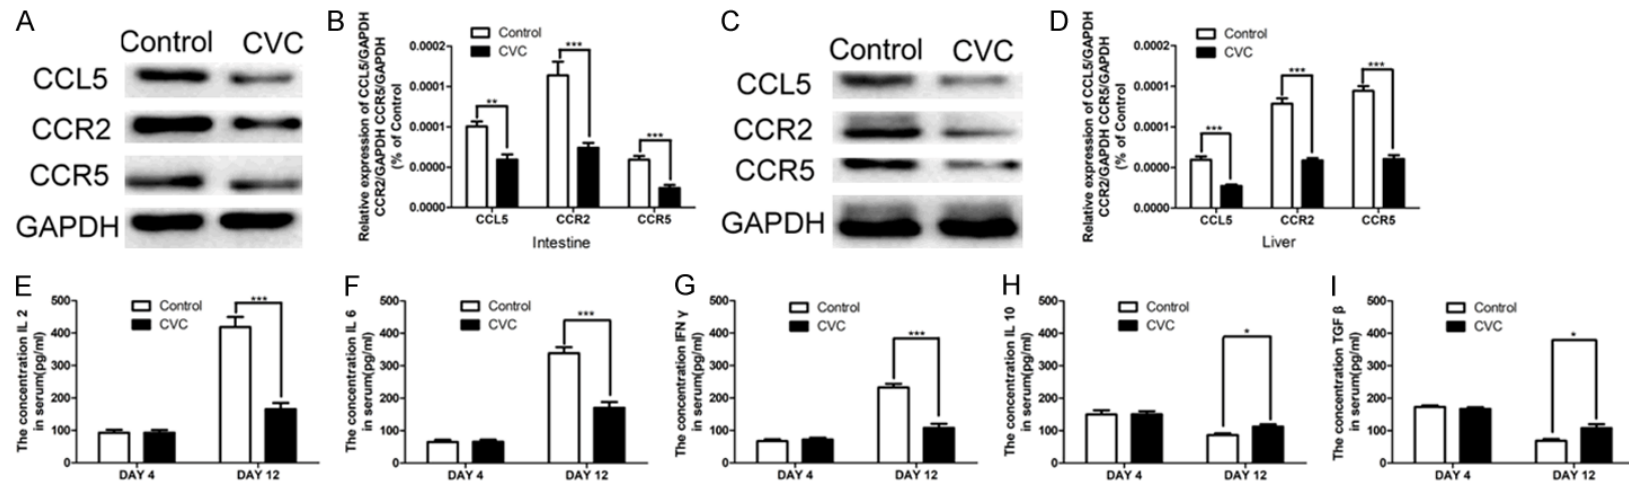 A
Control CVC
CCL5
CCR2
CCR5
GAPDH
B
Relative expression of CCL5/GAPDH
CCR2/GAPDH CCR5/GAPDH
(% of Control)
Control
CVC
0.0002
0.0001
0.0001
0.0000
0.0000
**
***
***
CCL5 CCR2 CCR5
Intestine
C
Control CVC
CCL5
CCR2
CCR5
GAPDH
D
Relative expression of CCL5/GAPDH
CCR2/GAPDH CCR5/GAPDH
(% of Control)
Control
CVC
0.0002
0.0001
0.0001
0.0000
0.0000
***
***
***
CCL5 CCR2 CCR5
Liver
E
The concentration IL 2
in serum(pg/ml)
500
400
300
200
100
0
Control
CVC
***
DAY 4 DAY 12
F
The concentration IL 6
in serum(pg/ml)
500
400
300
200
100
0
Control
CVC
***
DAY 4 DAY 12
G
The concentration IFN γ
in serum(pg/ml)
500
400
300
200
100
0
Control
CVC
***
DAY 4 DAY 12
H
The concentration IL 10
in serum(pg/ml)
500
400
300
200
100
0
Control
CVC
*
DAY 4 DAY 12
I
The concentration TGF β
in serum(pg/ml)
500
400
300
200
100
0
Control
CVC
*
DAY 4 DAY 12